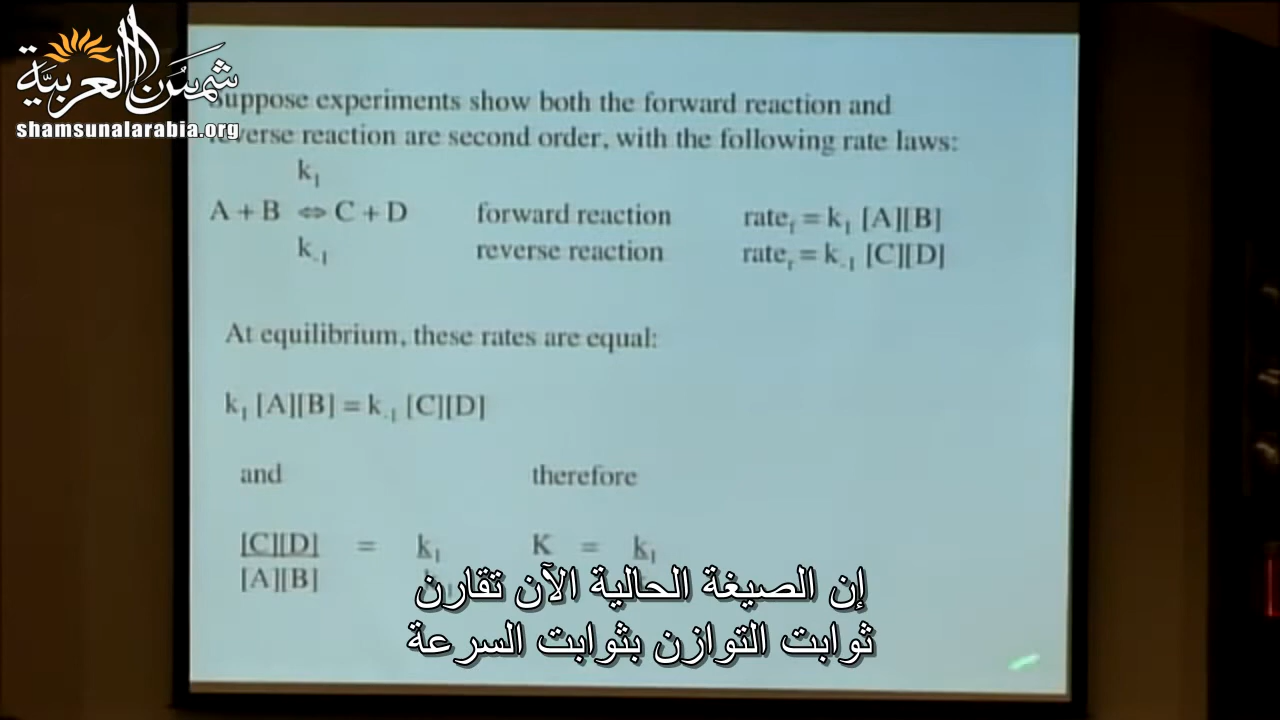 شمس العربية
shamsunalarabia.org
uppose experiments show both the forward reaction and
verse reaction are second order, with the following rate laws:
k₁
A + B ⇔ C + D forward reaction rate_f = k₁ [A][B]
k₋₁ reverse reaction rate_r = k₋₁ [C][D]
At equilibrium, these rates are equal:
k₁ [A][B] = k₋₁ [C][D]
and therefore
[C][D] = k₁ K = k₁
[A][B]
إن الصيغة الحالية الآن تقارن
ثوابت التوازن بثوابت السرعة